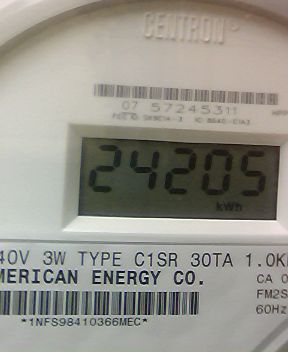 CENTRON®
07 57245311
24205
kWh
40V 3W TYPE C1SR 30TA 1.0K
MERICAN ENERGY CO.
CA 0
FM2S
60Hz
*1NFS98410366MEC*